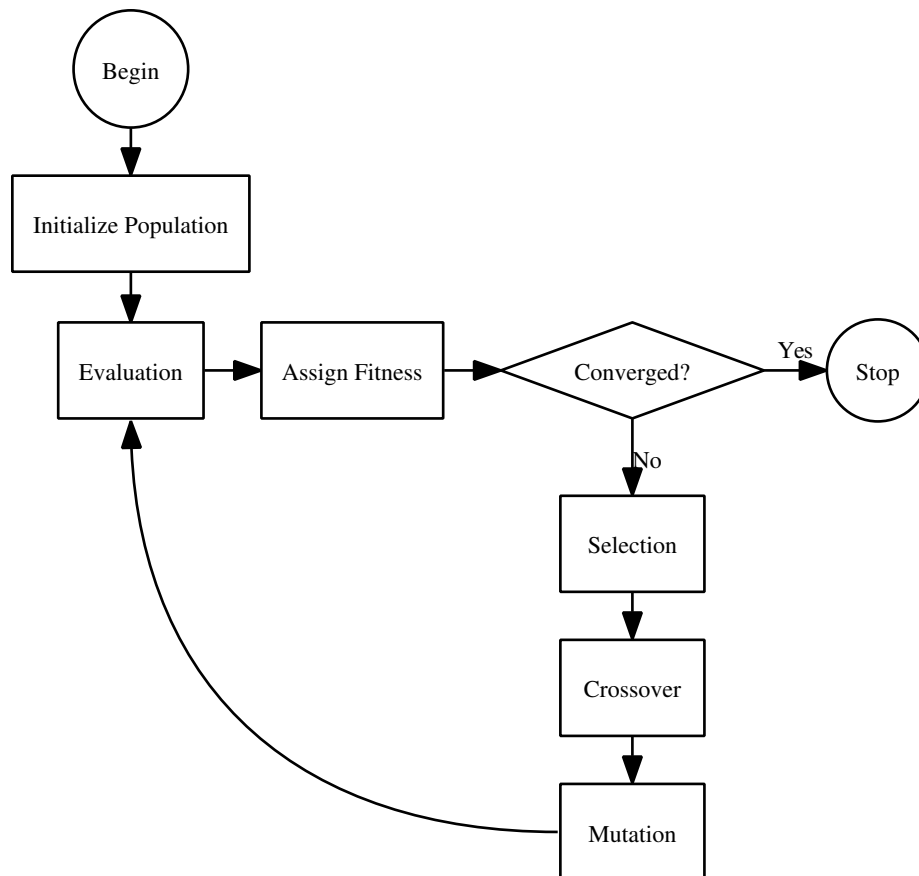 Begin
Initialize Population
Evaluation
Assign Fitness
Converged?
Yes
Stop
No
Selection
Crossover
Mutation